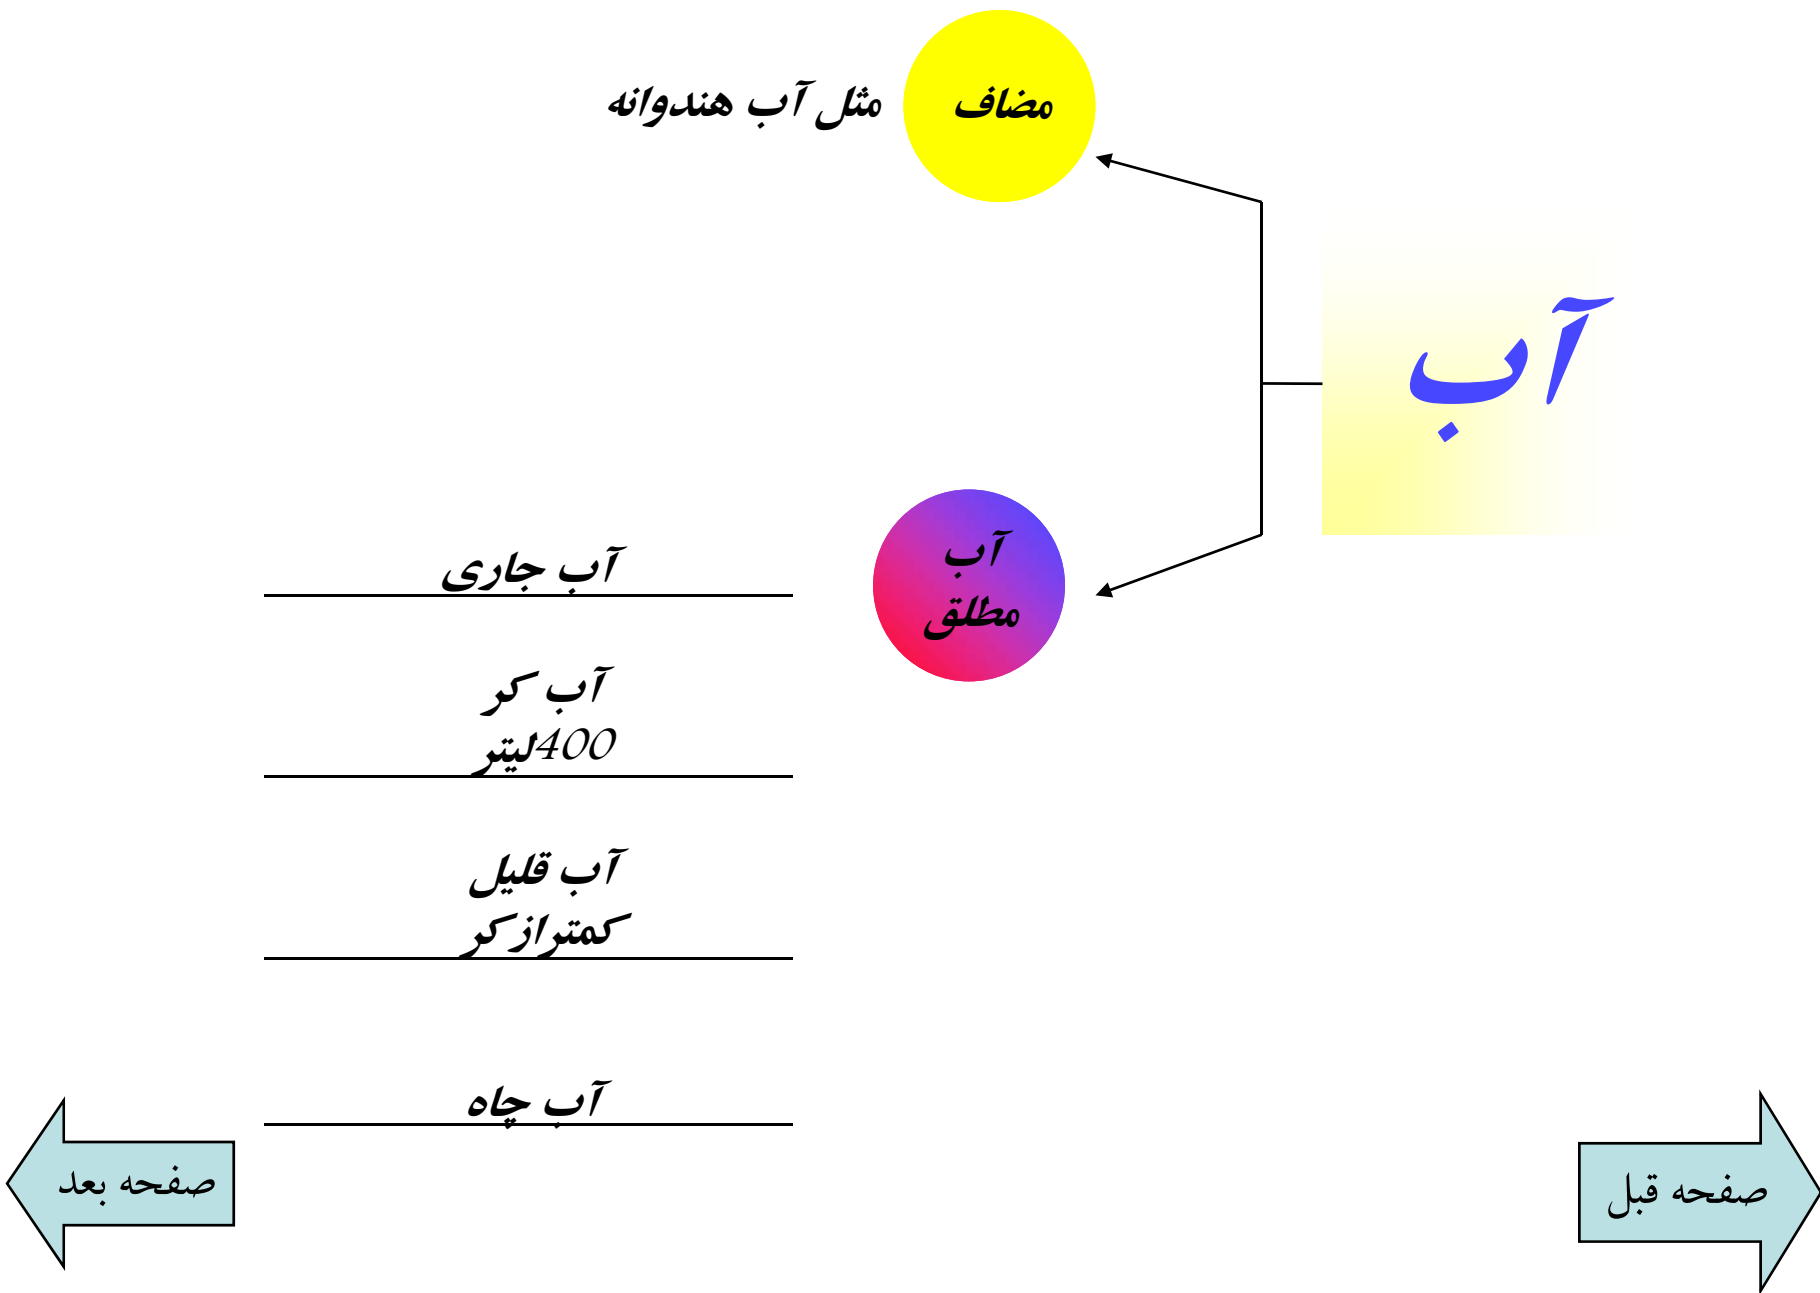 مضاف
مثل آب هندوانه
آب
آب
مطلق
آب جاری
آب کر
400لیتر
آب قلیل
کمتراز کر
آب چاه
صفحه قبل
صفحه بعد